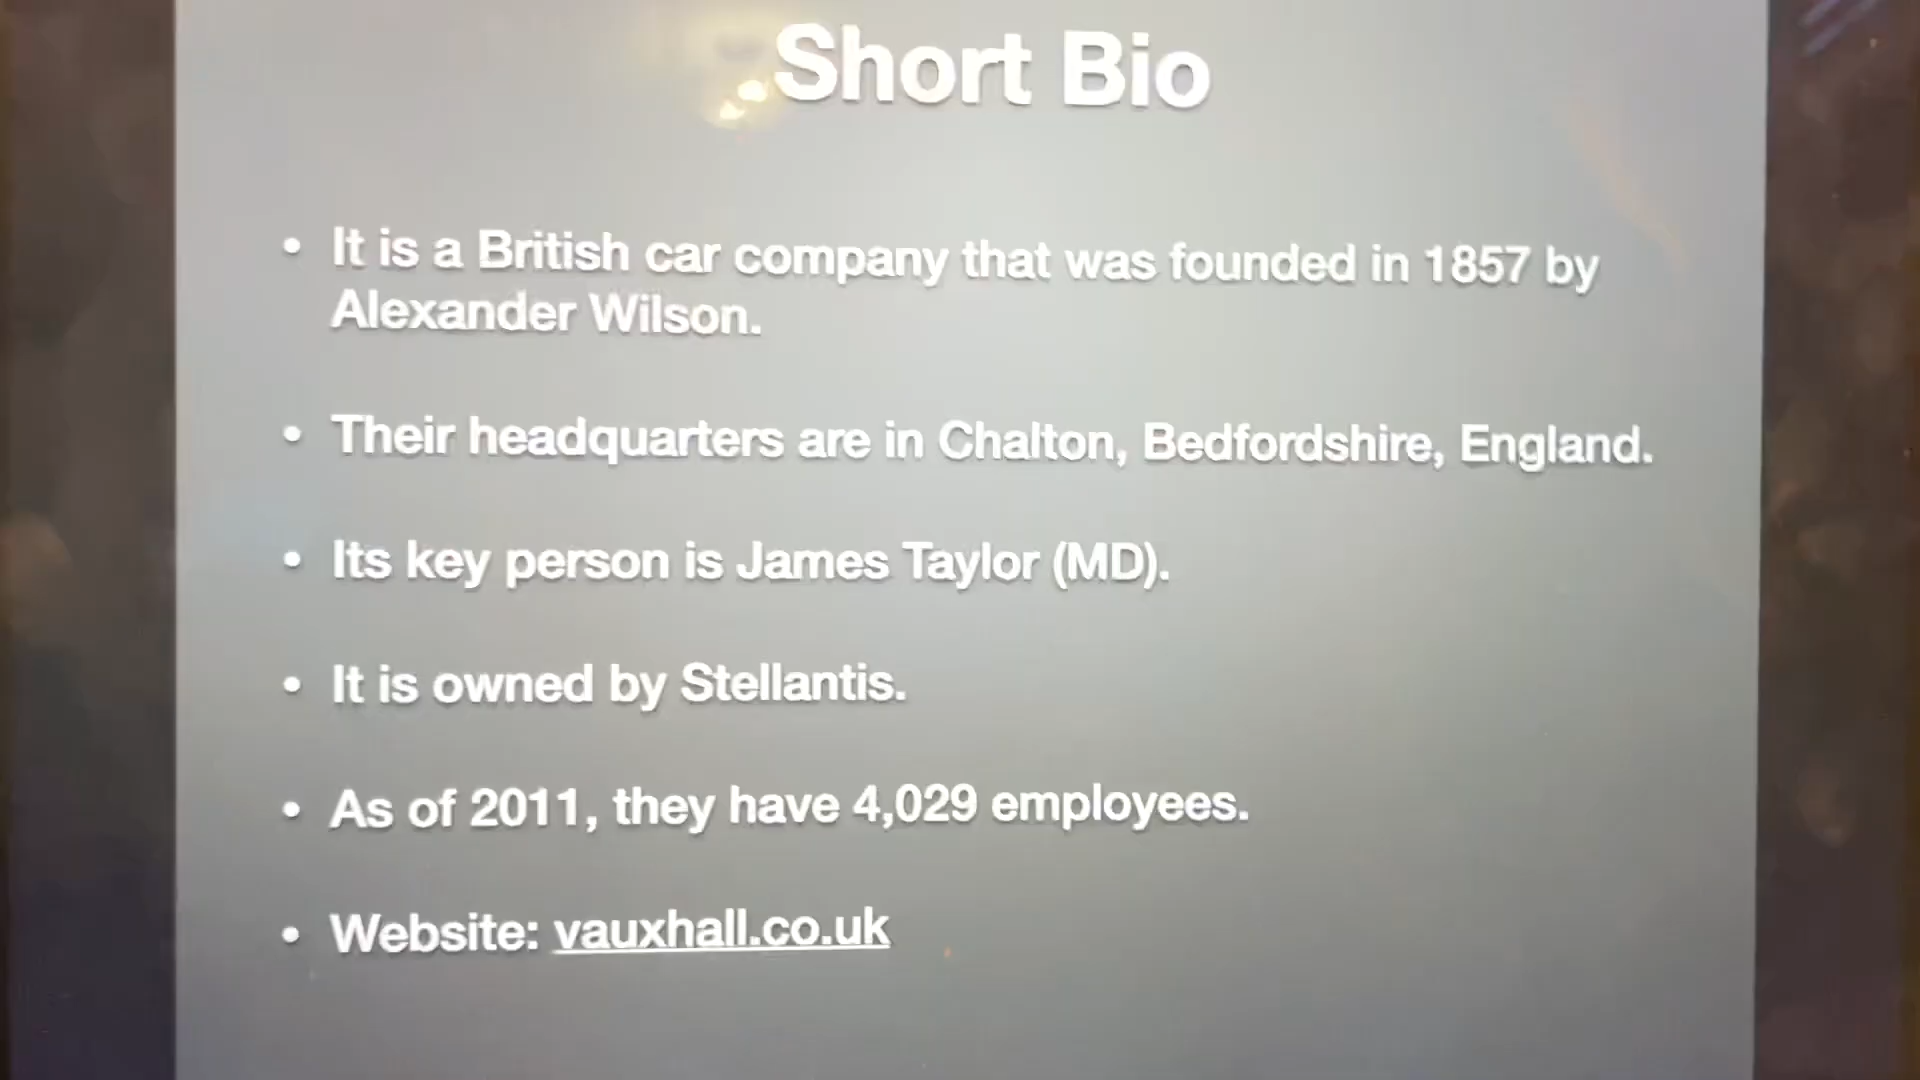 Short Bio
• It is a British car company that was founded in 1857 by
Alexander Wilson.
• Their headquarters are in Chalton, Bedfordshire, England.
• Its key person is James Taylor (MD).
• It is owned by Stellantis.
• As of 2011, they have 4,029 employees.
• Website: vauxhall.co.uk